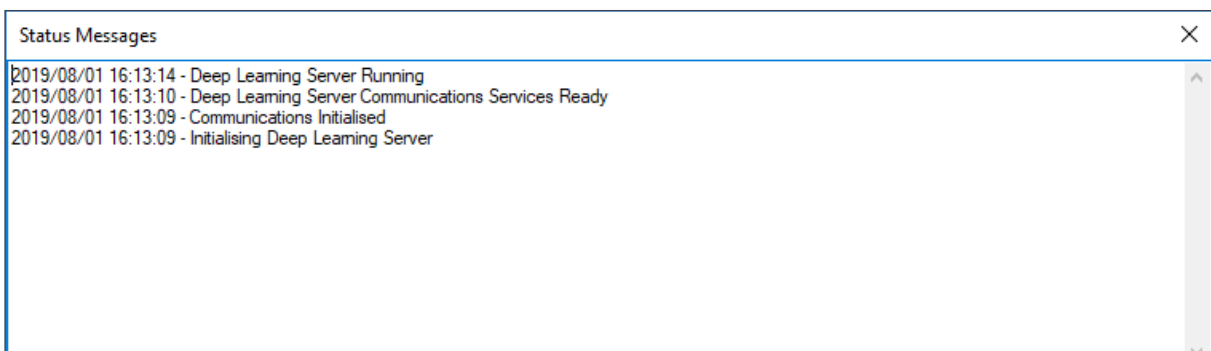 Status Messages
2019/08/01 16:13:14 - Deep Learning Server Running
2019/08/01 16:13:10 - Deep Learning Server Communications Services Ready
2019/08/01 16:13:09 - Communications Initialised
2019/08/01 16:13:09 - Initialising Deep Learning Server